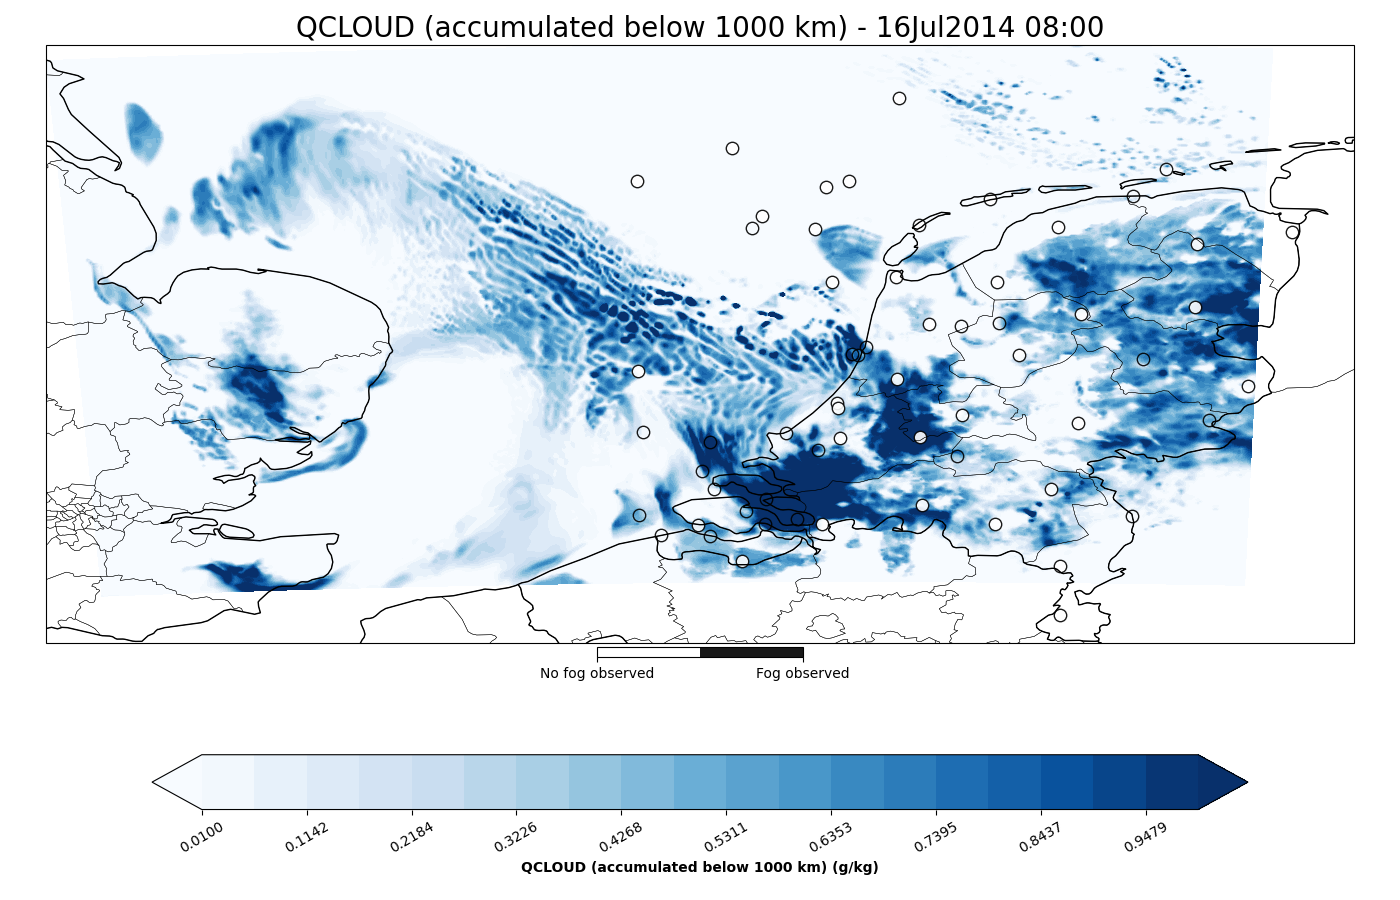 QCLOUD (accumulated below 1000 km) - 16Jul2014 08:00
No fog observed Fog observed
0.0100 0.1142 0.2184 0.3226 0.4268 0.5311 0.6353 0.7395 0.8437 0.9479
QCLOUD (accumulated below 1000 km) (g/kg)